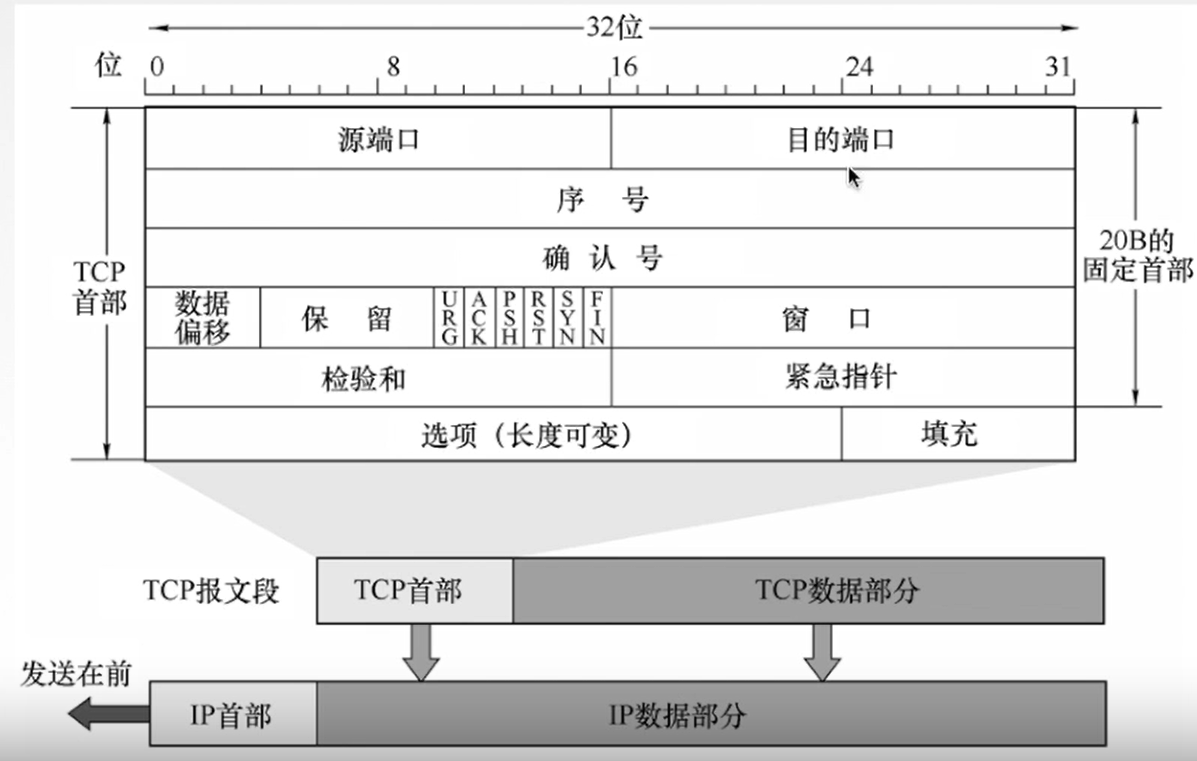 32位
位 0 8 16 24 31
源端口 目的端口
序 号
确 认 号
TCP
首部
20B的
固定首部
数据
偏移
保 留
URG ACK PSH RST SYN FIN
窗 口
检验和 紧急指针
选项（长度可变） 填充
TCP报文段 TCP首部 TCP数据部分
发送在前
IP首部 IP数据部分